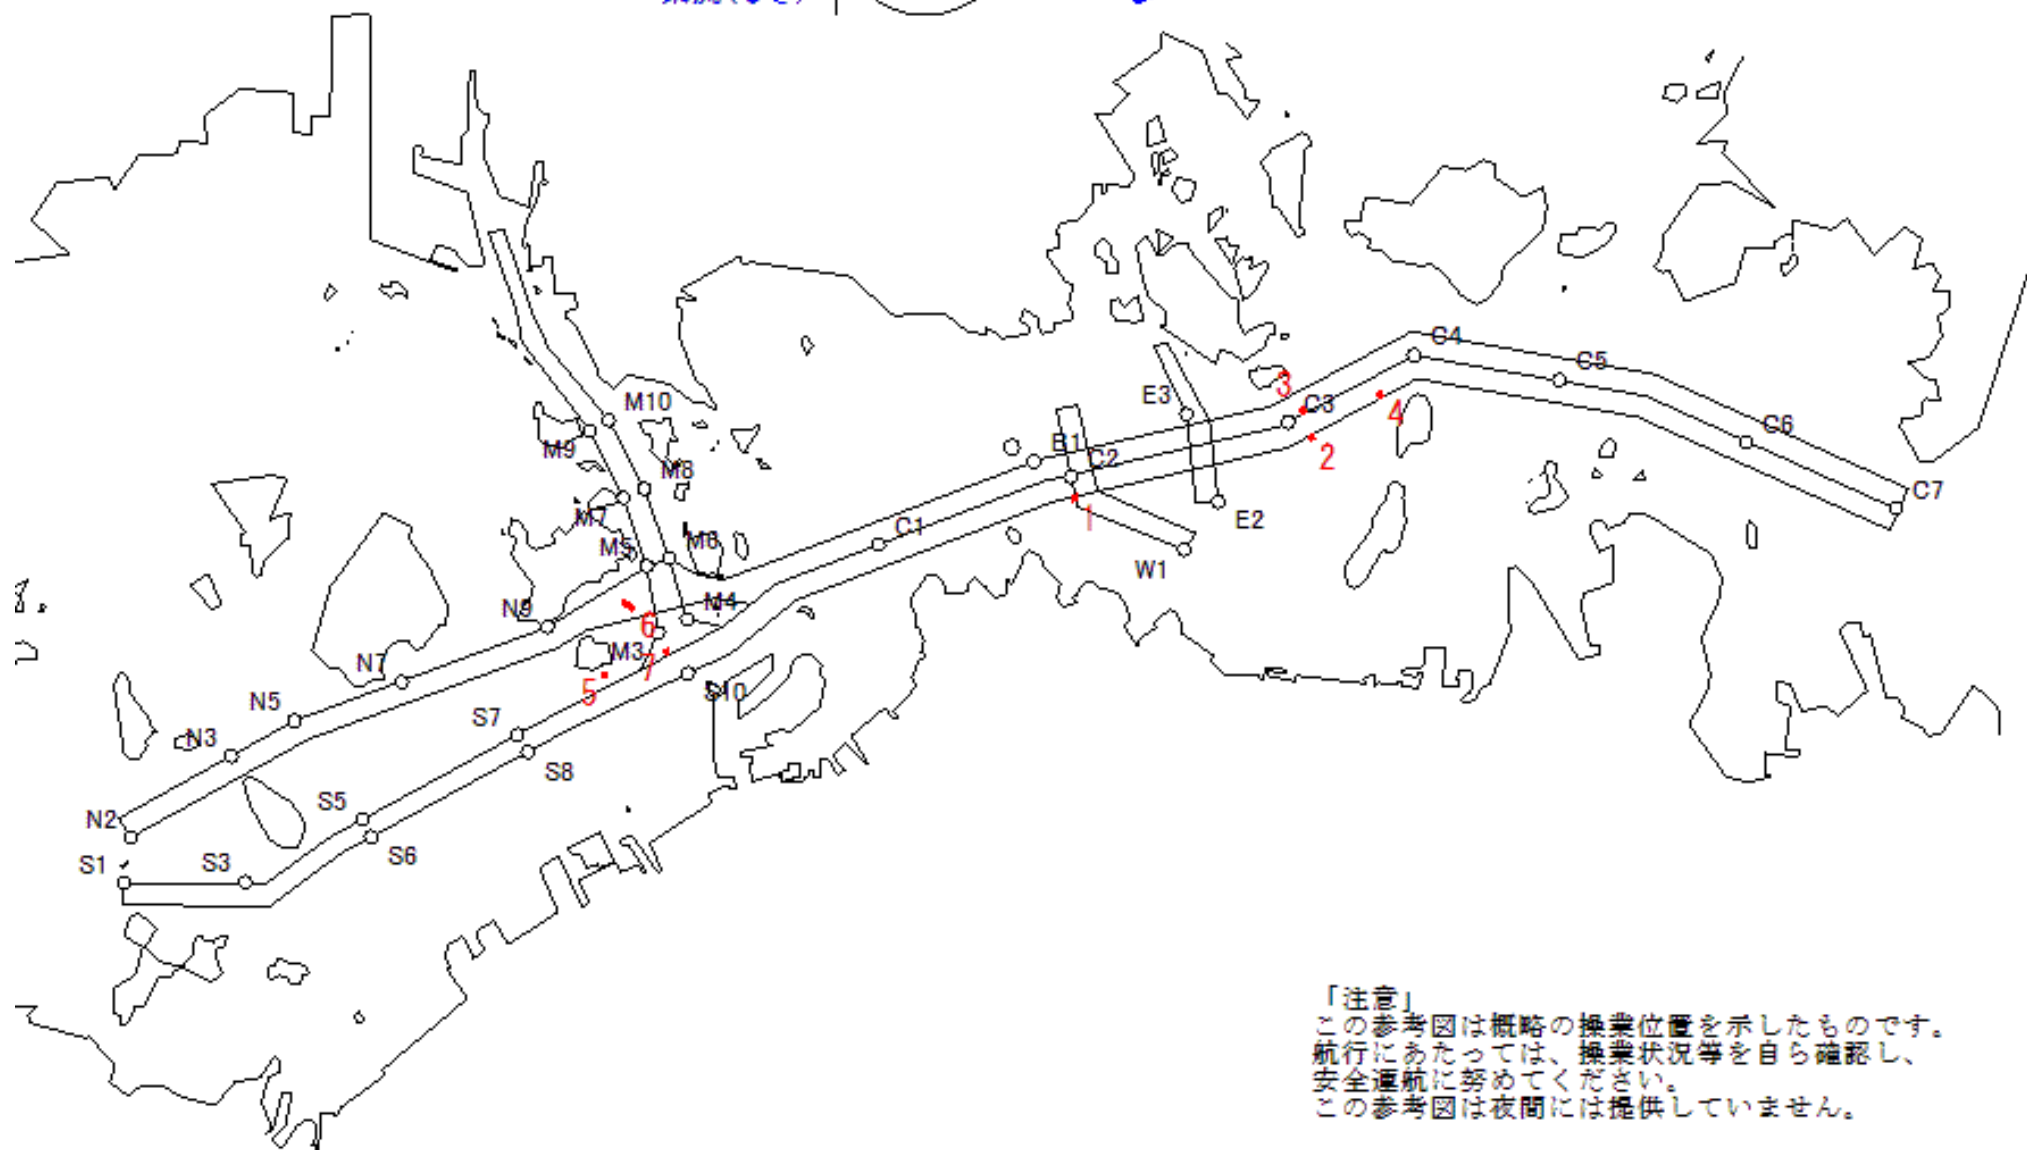 C4
C5
3
E3
C3
4
M10
C6
B1
2
M9
C2
M8
C7
M7
1
E2
C1
M5
M6
W1
N9
M4
6
M3
N7
7
5
S10
N5
S7
N3
S8
S5
N2
S6
S1
S3
「注意」
この参考図は概略の操業位置を示したものです。
航行にあたっては、操業状況等を自ら確認し、
安全運航に努めてください。
この参考図は夜間には提供していません。